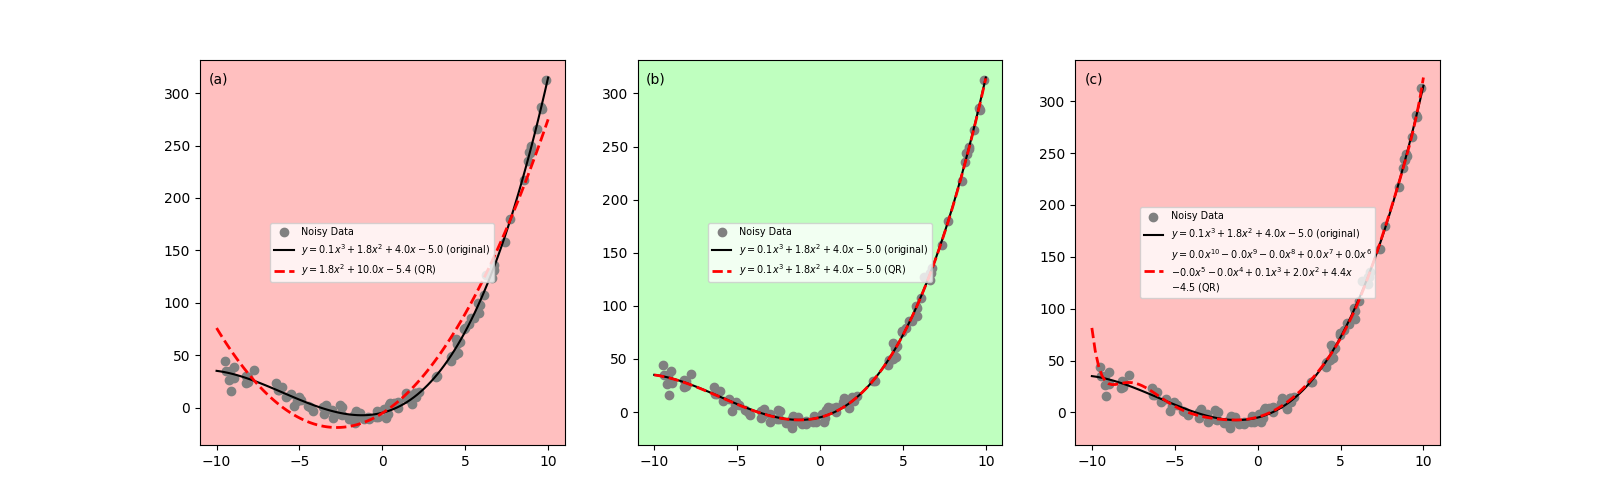 (a)
300
250
200
150
100
50
0
Noisy Data
y = 0.1x³ + 1.8x² + 4.0x − 5.0 (original)
y = 1.8x² + 10.0x − 5.4 (QR)
−10 −5 0 5 10
(b)
300
250
200
150
100
50
0
Noisy Data
y = 0.1x³ + 1.8x² + 4.0x − 5.0 (original)
y = 0.1x³ + 1.8x² + 4.0x − 5.0 (QR)
−10 −5 0 5 10
(c)
300
250
200
150
100
50
0
Noisy Data
y = 0.1x³ + 1.8x² + 4.0x − 5.0 (original)
y = 0.0x¹⁰ − 0.0x⁹ − 0.0x⁸ + 0.0x⁷ + 0.0x⁶
−0.0x⁵ − 0.0x⁴ + 0.1x³ + 2.0x² + 4.4x
−4.5 (QR)
−10 −5 0 5 10